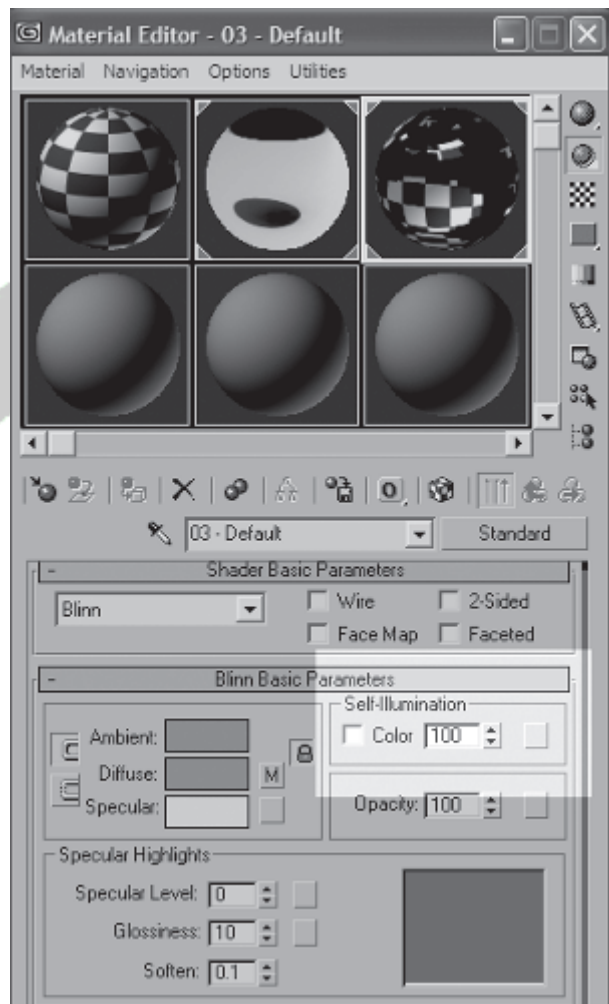 Material Editor - 03 - Default
Material Navigation Options Utilities
03 - Default Standard
Shader Basic Parameters
Blinn Wire 2-Sided
Face Map Faceted
Blinn Basic Parameters
Self-Illumination
Ambient: Color 100
Diffuse: M
Specular: Opacity: 100
Specular Highlights
Specular Level: 0
Glossiness: 10
Soften: 0.1